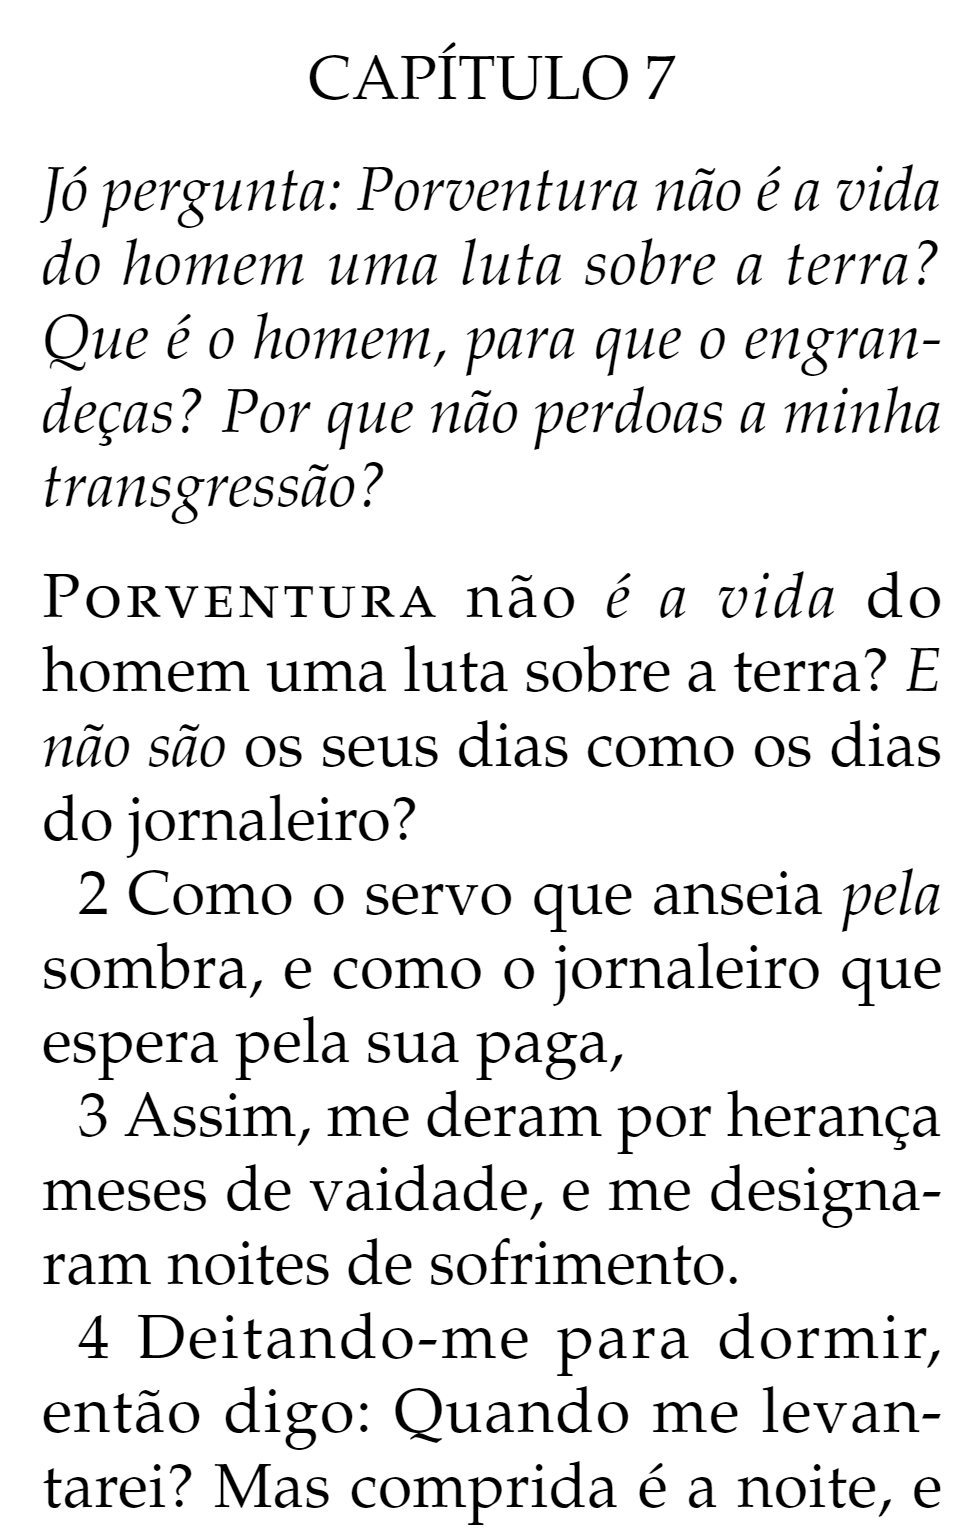 CAPÍTULO 7
Jó pergunta: Porventura não é a vida
do homem uma luta sobre a terra?
Que é o homem, para que o engran-
deças? Por que não perdoas a minha
transgressão?
PORVENTURA não é a vida do
homem uma luta sobre a terra? E
não são os seus dias como os dias
do jornaleiro?
2 Como o servo que anseia pela
sombra, e como o jornaleiro que
espera pela sua paga,
3 Assim, me deram por herança
meses de vaidade, e me designa-
ram noites de sofrimento.
4 Deitando-me para dormir,
então digo: Quando me levan-
tarei? Mas comprida é a noite, e